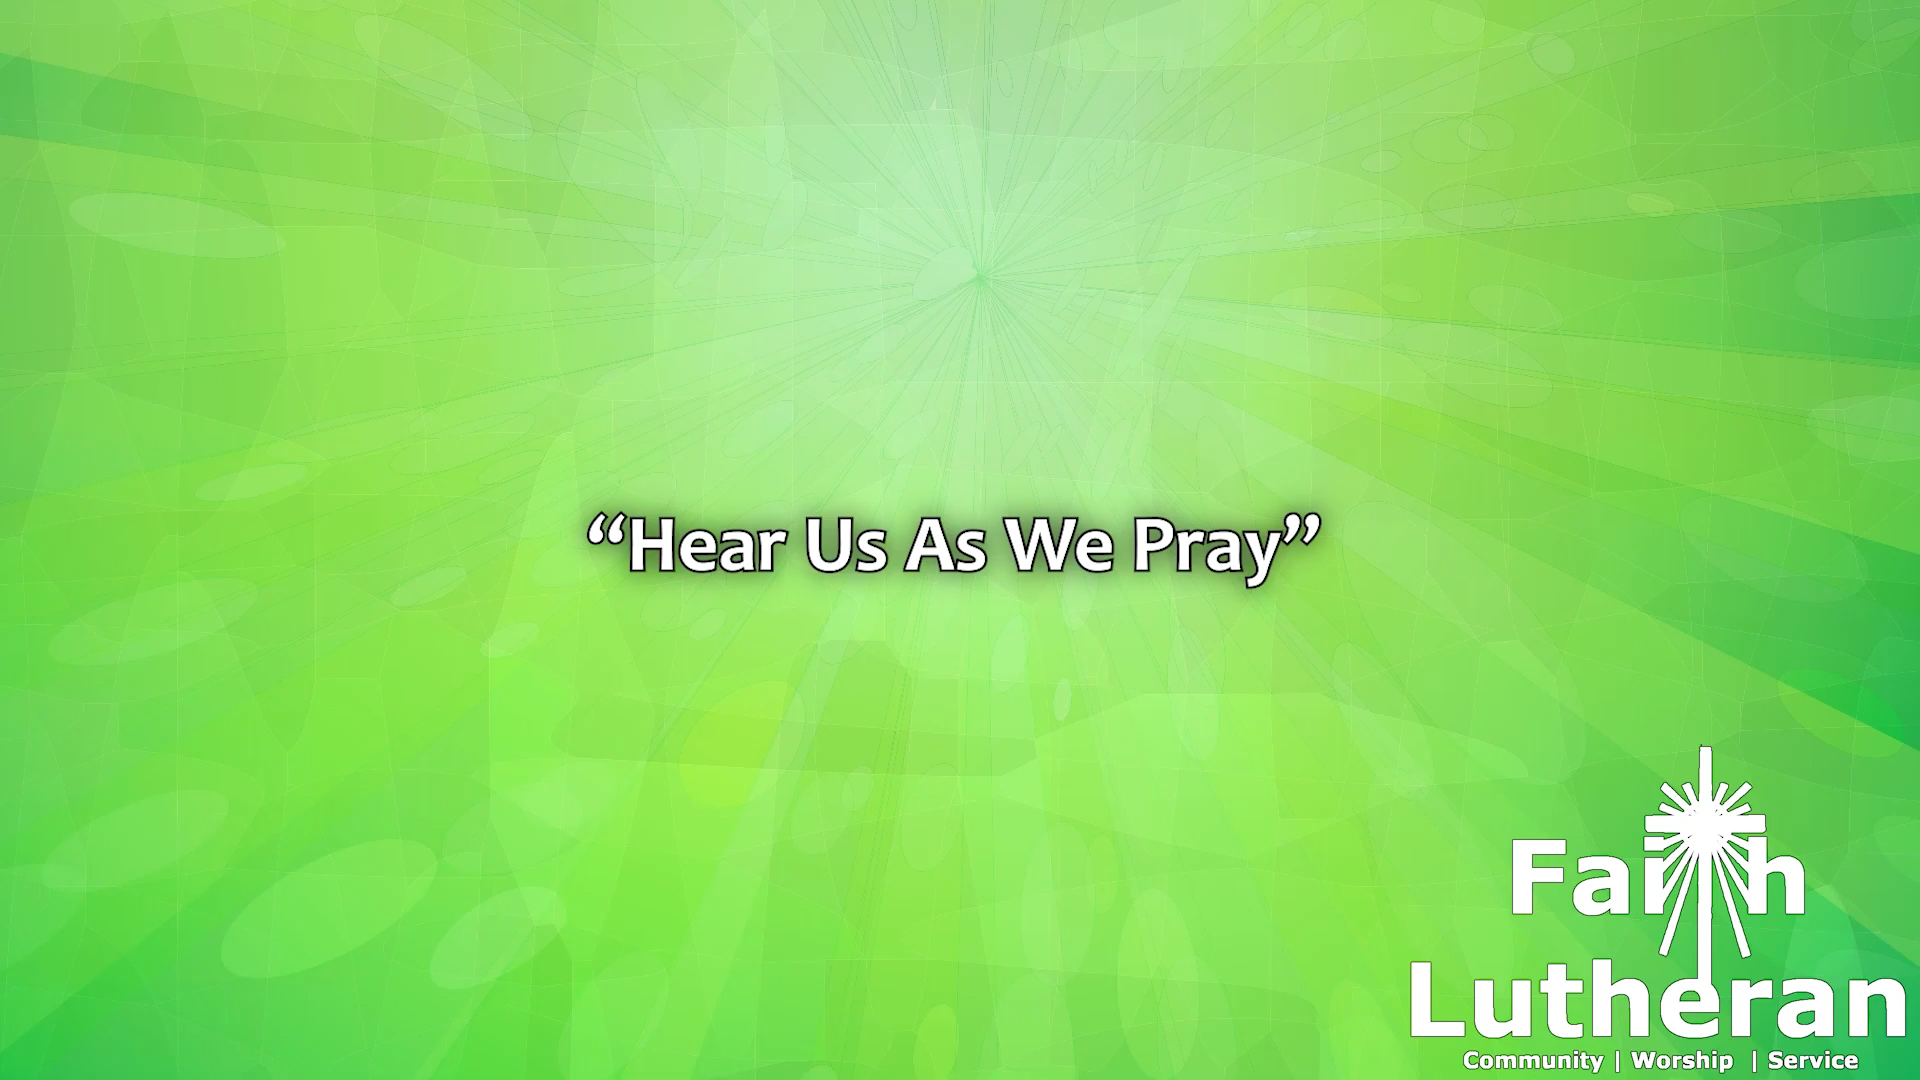 “Hear Us As We Pray”
Faith
Lutheran
Community | Worship | Service